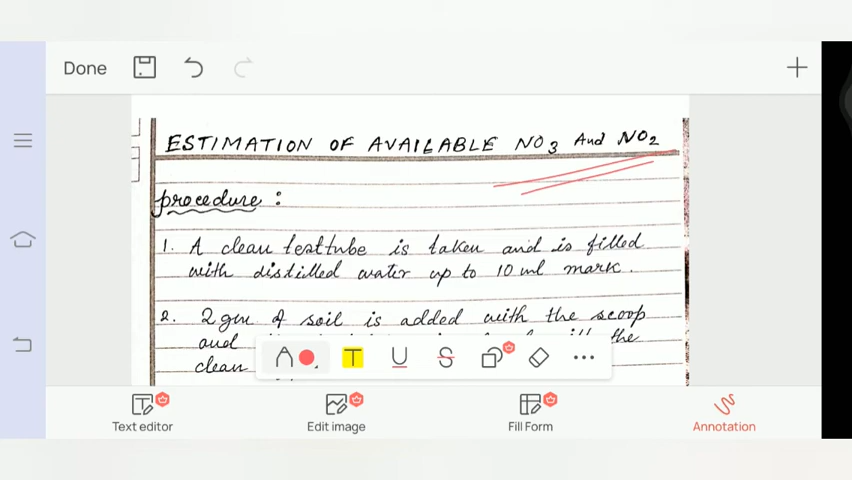 Done
ESTIMATION OF AVAILABLE NO3 And NO2
procedure :
1. A clean testtube is taken and is filled
with distilled water up to 10 ml mark.
2. 2 gm of soil is added with the scoop
and the
clean
T U S
Text editor Edit image Fill Form Annotation